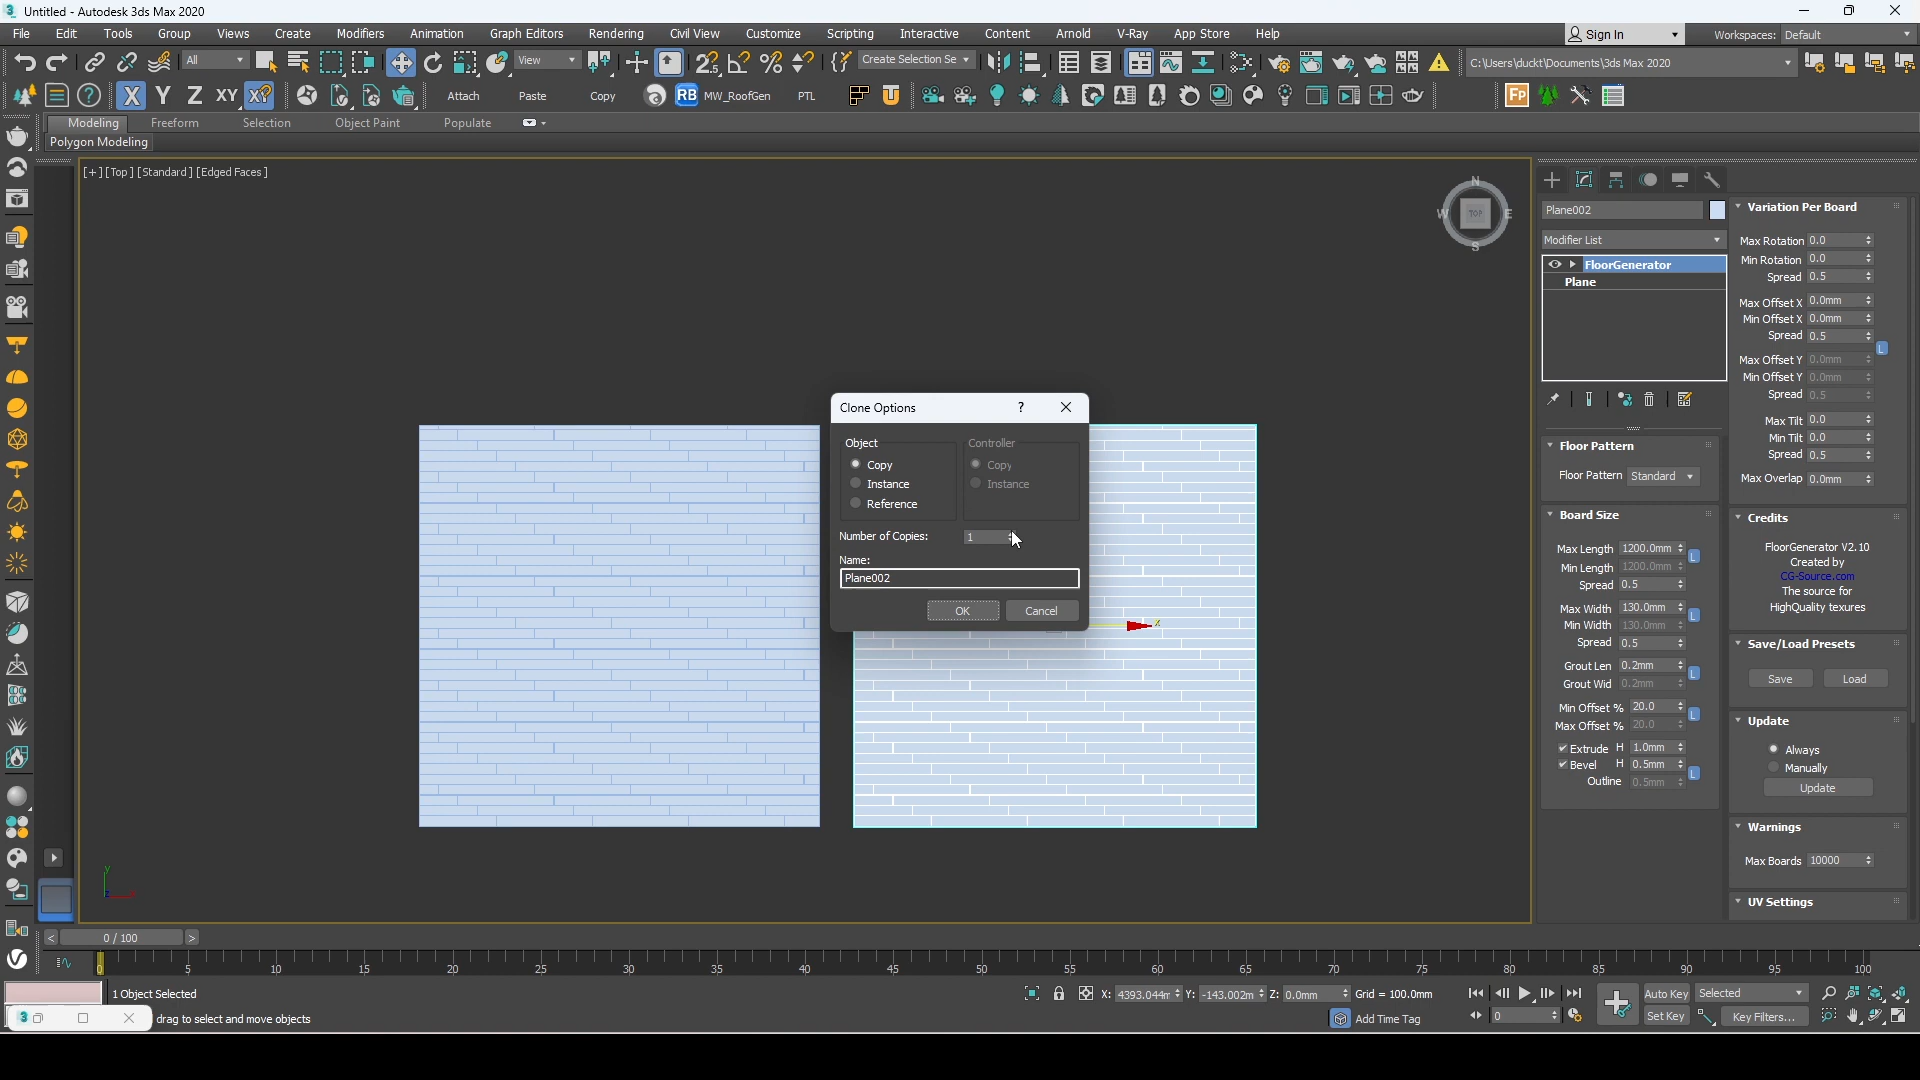 Untitled - Autodesk 3ds Max 2020
File Edit Tools Group Views Create Modifiers Animation Graph Editors Rendering Civil View Customize Scripting Interactive Content Arnold V-Ray App Store Help
Sign In Workspaces: Default
All View Create Selection Se C:\Users\duckt\Documents\3ds Max 2020
X Y Z XY XY Attach Paste Copy RB MW_RoofGen PTL FP
Modeling Freeform Selection Object Paint Populate
Polygon Modeling
[+] [Top] [Standard] [Edged Faces]
N
W TOP E
S
Clone Options ?
Object Controller
Copy Copy
Instance Instance
Reference
Number of Copies: 1
Name:
Plane002
OK Cancel
x
y
Plane002
Modifier List
FloorGenerator
Plane
Floor Pattern
Floor Pattern Standard
Board Size
Max Length 1200.0mm
Min Length 1200.0mm
Spread 0.5
Max Width 130.0mm
Min Width 130.0mm
Spread 0.5
Grout Len 0.2mm
Grout Wid 0.2mm
Min Offset % 20.0
Max Offset % 20.0
Extrude H 1.0mm
Bevel H 0.5mm
Outline 0.5mm
L
L
L
L
L
Variation Per Board
Max Rotation 0.0
Min Rotation 0.0
Spread 0.5
Max Offset X 0.0mm
Min Offset X 0.0mm
Spread 0.5
L
Max Offset Y 0.0mm
Min Offset Y 0.0mm
Spread 0.5
Max Tilt 0.0
Min Tilt 0.0
Spread 0.5
Max Overlap 0.0mm
Credits
FloorGenerator V2.10
Created by
CG-Source.com
The source for
HighQuality texures
Save/Load Presets
Save Load
Update
Always
Manually
Update
Warnings
Max Boards 10000
UV Settings
< 0 / 100 >
0 5 10 15 20 25 30 35 40 45 50 55 60 65 70 75 80 85 90 95 100
1 Object Selected X: 4393.044m Y: -143.002m Z: 0.0mm Grid = 100.0mm Auto Key Selected
drag to select and move objects Add Time Tag 0 Set Key Key Filters...